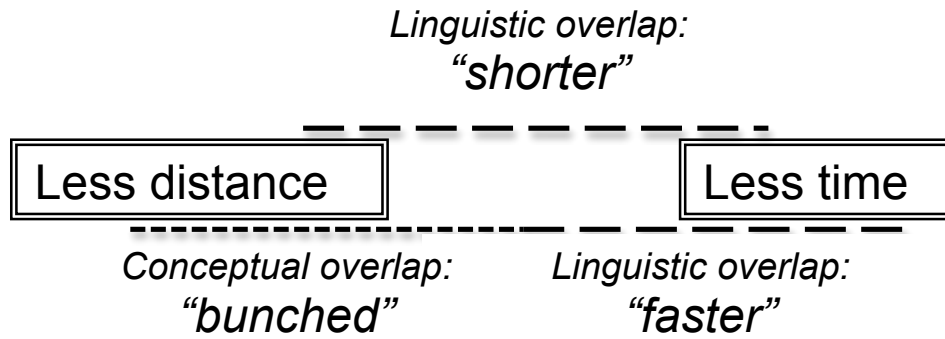 Linguistic overlap:
“shorter”
Less distance
Less time
Conceptual overlap:
“bunched”
Linguistic overlap:
“faster”